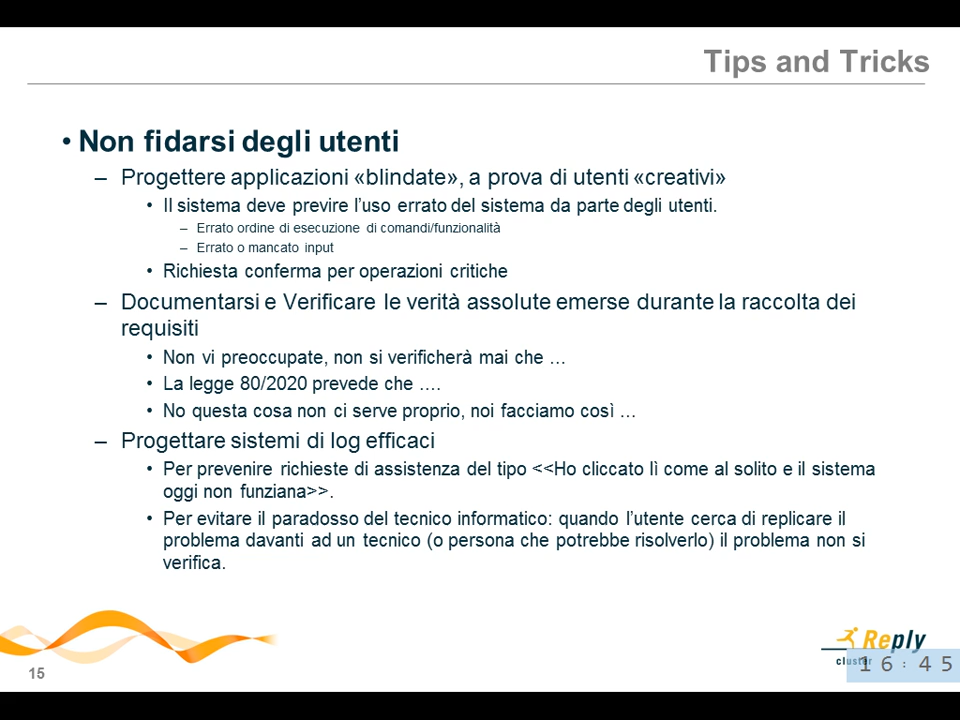 Tips and Tricks
• Non fidarsi degli utenti
– Progettere applicazioni «blindate», a prova di utenti «creativi»
• Il sistema deve previre l’uso errato del sistema da parte degli utenti.
– Errato ordine di esecuzione di comandi/funzionalità
– Errato o mancato input
• Richiesta conferma per operazioni critiche
– Documentarsi e Verificare le verità assolute emerse durante la raccolta dei
requisiti
• Non vi preoccupate, non si verificherà mai che …
• La legge 80/2020 prevede che ….
• No questa cosa non ci serve proprio, noi facciamo così …
– Progettare sistemi di log efficaci
• Per prevenire richieste di assistenza del tipo <<Ho cliccato lì come al solito e il sistema
oggi non funziana>>.
• Per evitare il paradosso del tecnico informatico: quando l’utente cerca di replicare il
problema davanti ad un tecnico (o persona che potrebbe risolverlo) il problema non si
verifica.
Reply
cluster
16:45
15